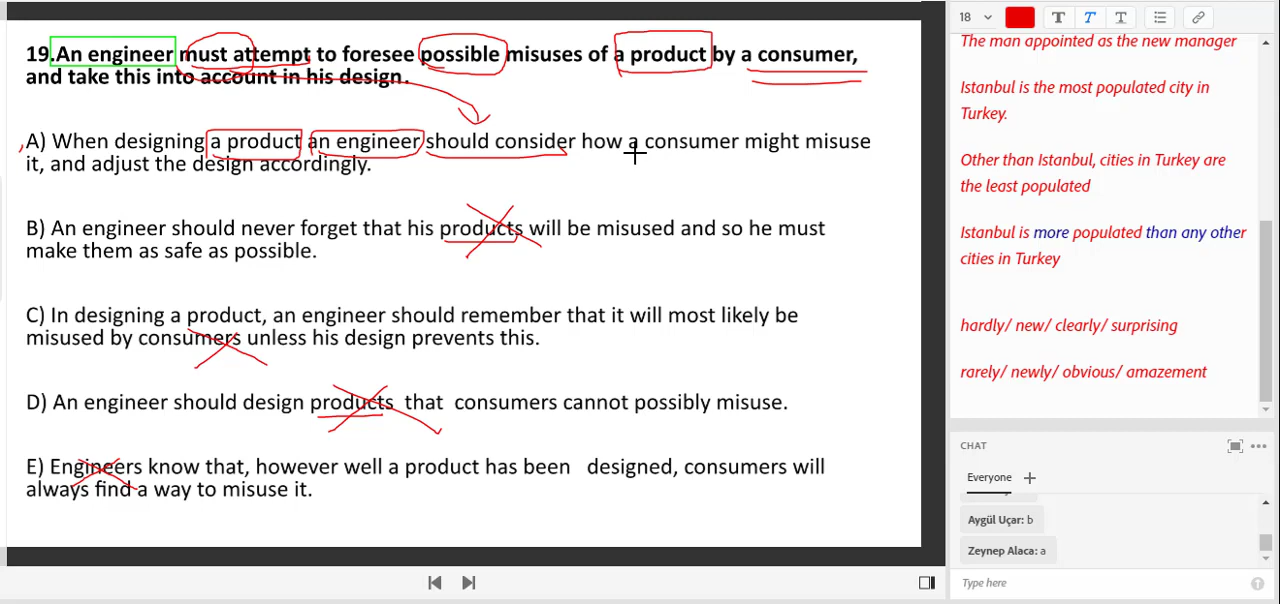 19.An engineer must attempt to foresee possible misuses of a product by a consumer,
and take this into account in his design.
A) When designing a product an engineer should consider how a consumer might misuse
it, and adjust the design accordingly.
B) An engineer should never forget that his products will be misused and so he must
make them as safe as possible.
C) In designing a product, an engineer should remember that it will most likely be
misused by consumers unless his design prevents this.
D) An engineer should design products that consumers cannot possibly misuse.
E) Engineers know that, however well a product has been designed, consumers will
always find a way to misuse it.
18
T T T
The man appointed as the new manager
Istanbul is the most populated city in
Turkey.
Other than Istanbul, cities in Turkey are
the least populated
Istanbul is more populated than any other
cities in Turkey
hardly/ new/ clearly/ surprising
rarely/ newly/ obvious/ amazement
CHAT
Everyone
Aygül Uçar: b
Zeynep Alaca: a
Type here